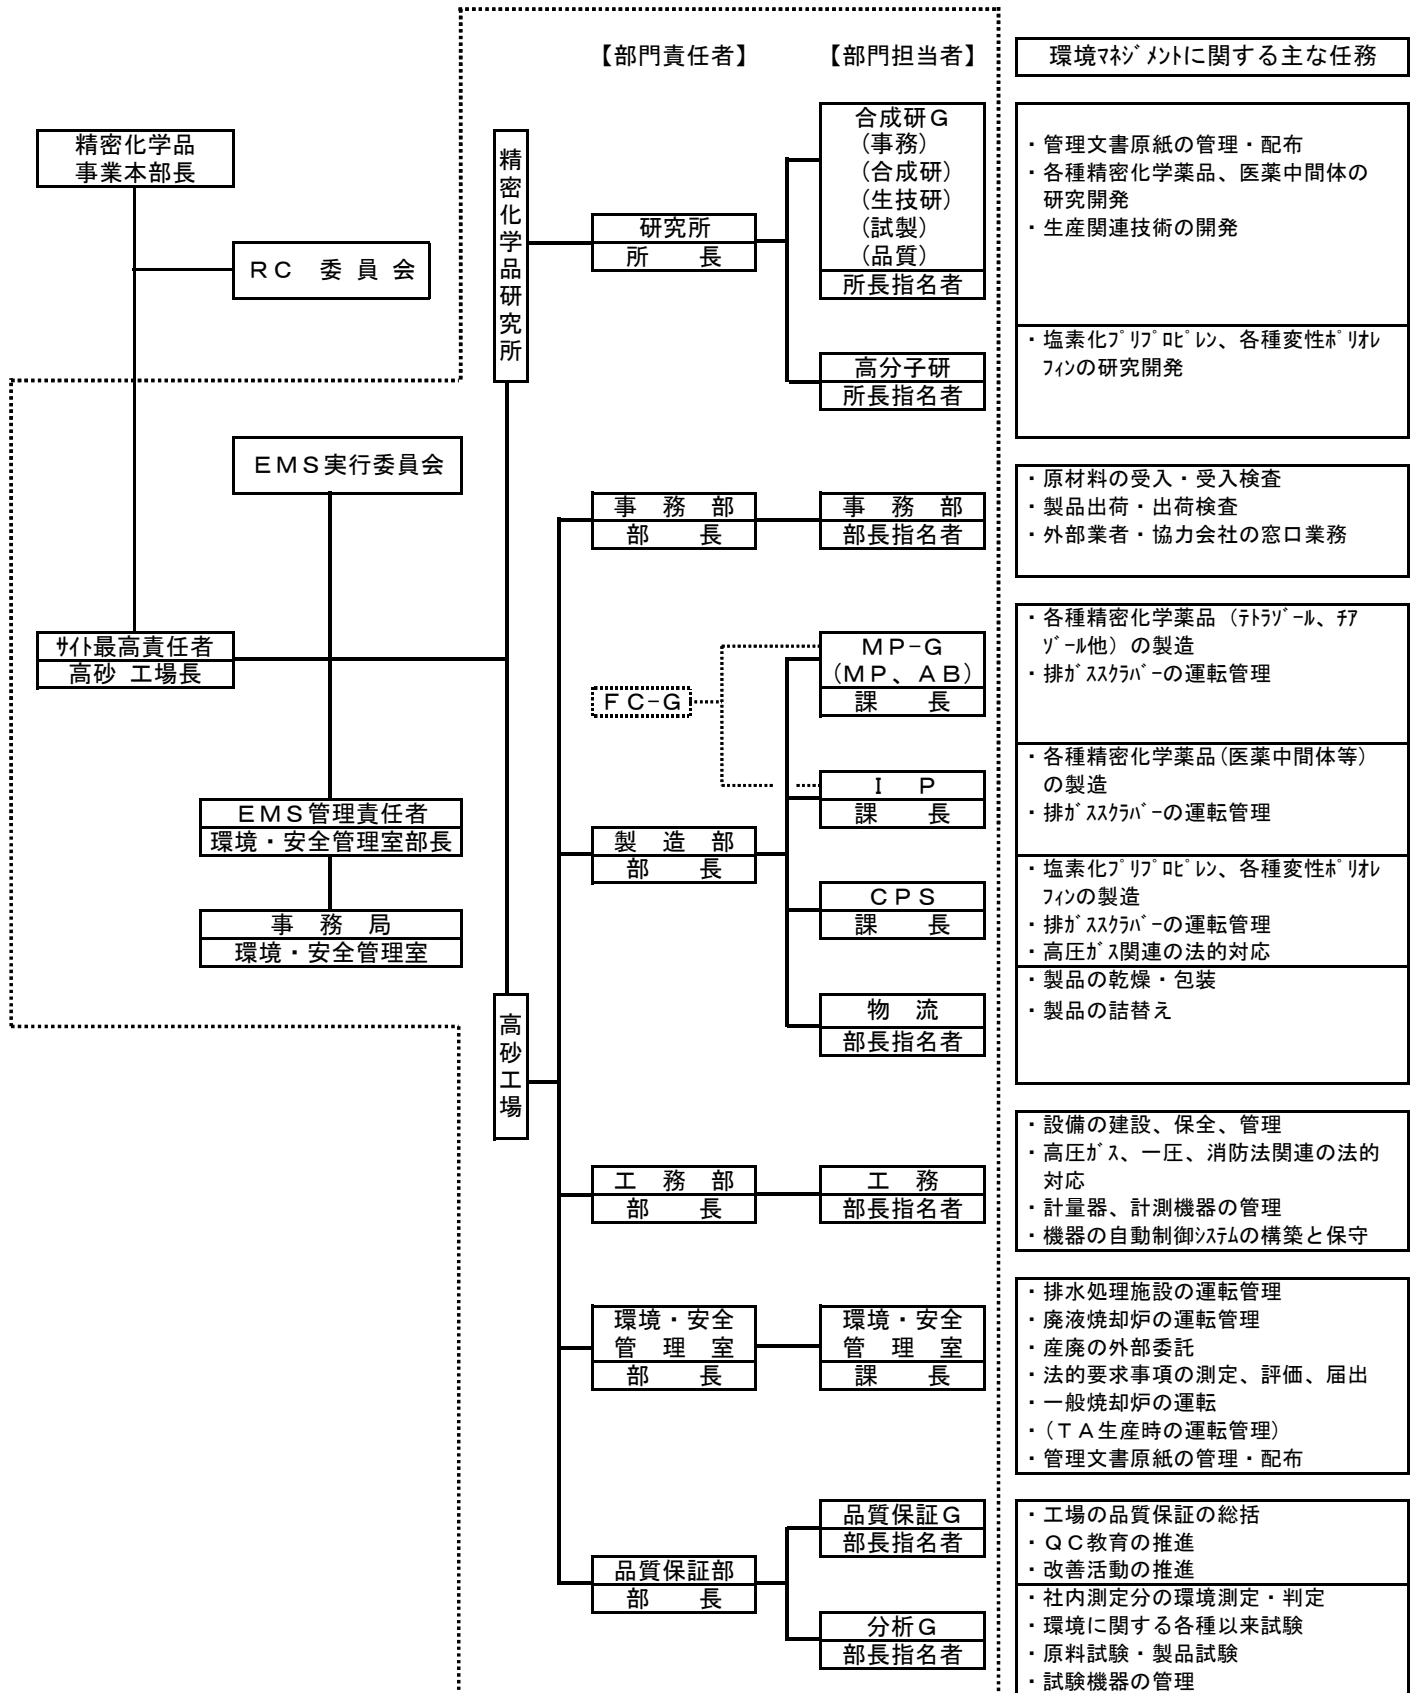 【部門責任者】
【部門担当者】
環境ﾏﾈｼﾞﾒﾝﾄに関する主な任務
精密化学品
事業本部長
ＲＣ　委 員 会
ＥＭＳ実行委員会
ｻｲﾄ最高責任者
高砂 工場長
ＥＭＳ管理責任者
環境・安全管理室部長
事　務　局
環境・安全管理室
精密化学品研究所
高砂工場
研究所
所　　長
合成研Ｇ
(事務)
(合成研)
(生技研)
(試製)
(品質)
所長指名者
・管理文書原紙の管理・配布
・各種精密化学薬品、医薬中間体の
研究開発
・生産関連技術の開発
高分子研
所長指名者
・塩素化ﾌﾟﾘﾌﾟﾛﾋﾟﾚﾝ、各種変性ﾎﾟﾘｵﾚ
ﾌｨﾝの研究開発
事　務　部
部　　長
事　務　部
部長指名者
・原材料の受入・受入検査
・製品出荷・出荷検査
・外部業者・協力会社の窓口業務
ＦＣ−Ｇ
製　造　部
部　　長
ＭＰ−Ｇ
(ＭＰ、ＡＢ)
課　　長
・各種精密化学薬品（ﾃﾄﾗｿﾞｰﾙ、ﾁｱ
ｿﾞｰﾙ他）の製造
・排ｶﾞｽｽｸﾗﾊﾞｰの運転管理
Ｉ　Ｐ
課　　長
・各種精密化学薬品(医薬中間体等)
の製造
・排ｶﾞｽｽｸﾗﾊﾞｰの運転管理
ＣＰＳ
課　　長
・塩素化ﾌﾟﾘﾌﾟﾛﾋﾟﾚﾝ、各種変性ﾎﾟﾘｵﾚ
ﾌｨﾝの製造
・排ｶﾞｽｽｸﾗﾊﾞｰの運転管理
・高圧ｶﾞｽ関連の法的対応
物　流
部長指名者
・製品の乾燥・包装
・製品の詰替え
工　務　部
部　　長
工　務
部長指名者
・設備の建設、保全、管理
・高圧ｶﾞｽ、一圧、消防法関連の法的
対応
・計量器、計測機器の管理
・機器の自動制御ｼｽﾃﾑの構築と保守
環境・安全
管　理　室
部　　長
環境・安全
管　理　室
課　　長
・排水処理施設の運転管理
・廃液焼却炉の運転管理
・産廃の外部委託
・法的要求事項の測定、評価、届出
・一般焼却炉の運転
・(ＴＡ生産時の運転管理)
・管理文書原紙の管理・配布
品質保証部
部　　長
品質保証Ｇ
部長指名者
・工場の品質保証の総括
・ＱＣ教育の推進
・改善活動の推進
分析Ｇ
部長指名者
・社内測定分の環境測定・判定
・環境に関する各種以来試験
・原料試験・製品試験
・試験機器の管理